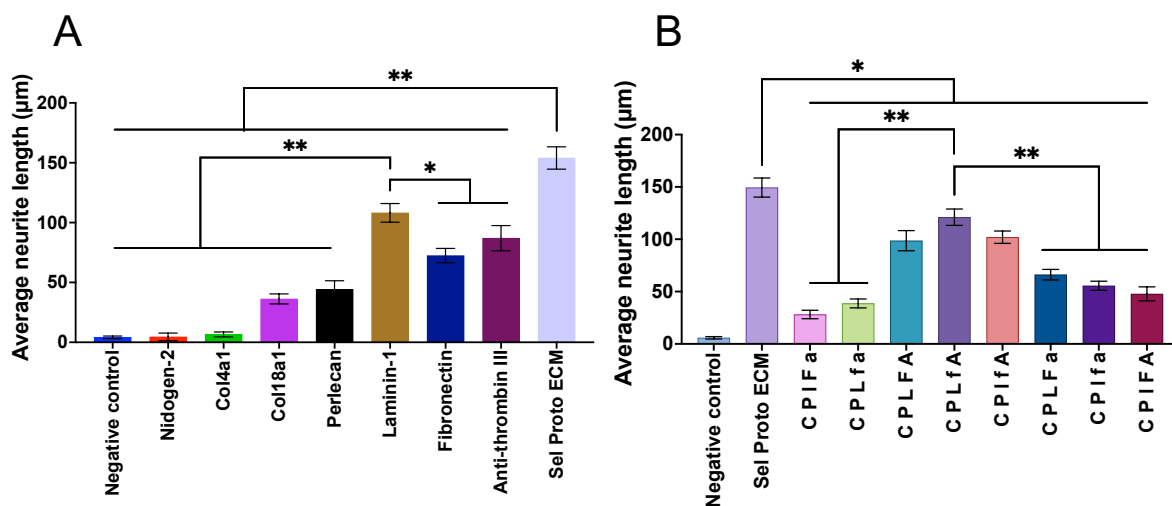 A
Average neurite length (µm)
200
150
100
50
0
**
**
*
Negative control
Nidogen-2
Col4a1
Col18a1
Perlecan
Laminin-1
Fibronectin
Anti-thrombin III
Sel Proto ECM
B
Average neurite length (µm)
200
150
100
50
0
*
**
**
Negative control
Sel Proto ECM
C P l F a
C P L f a
C P L F A
C P L f A
C P l f A
C P L F a
C P l f a
C P l F A